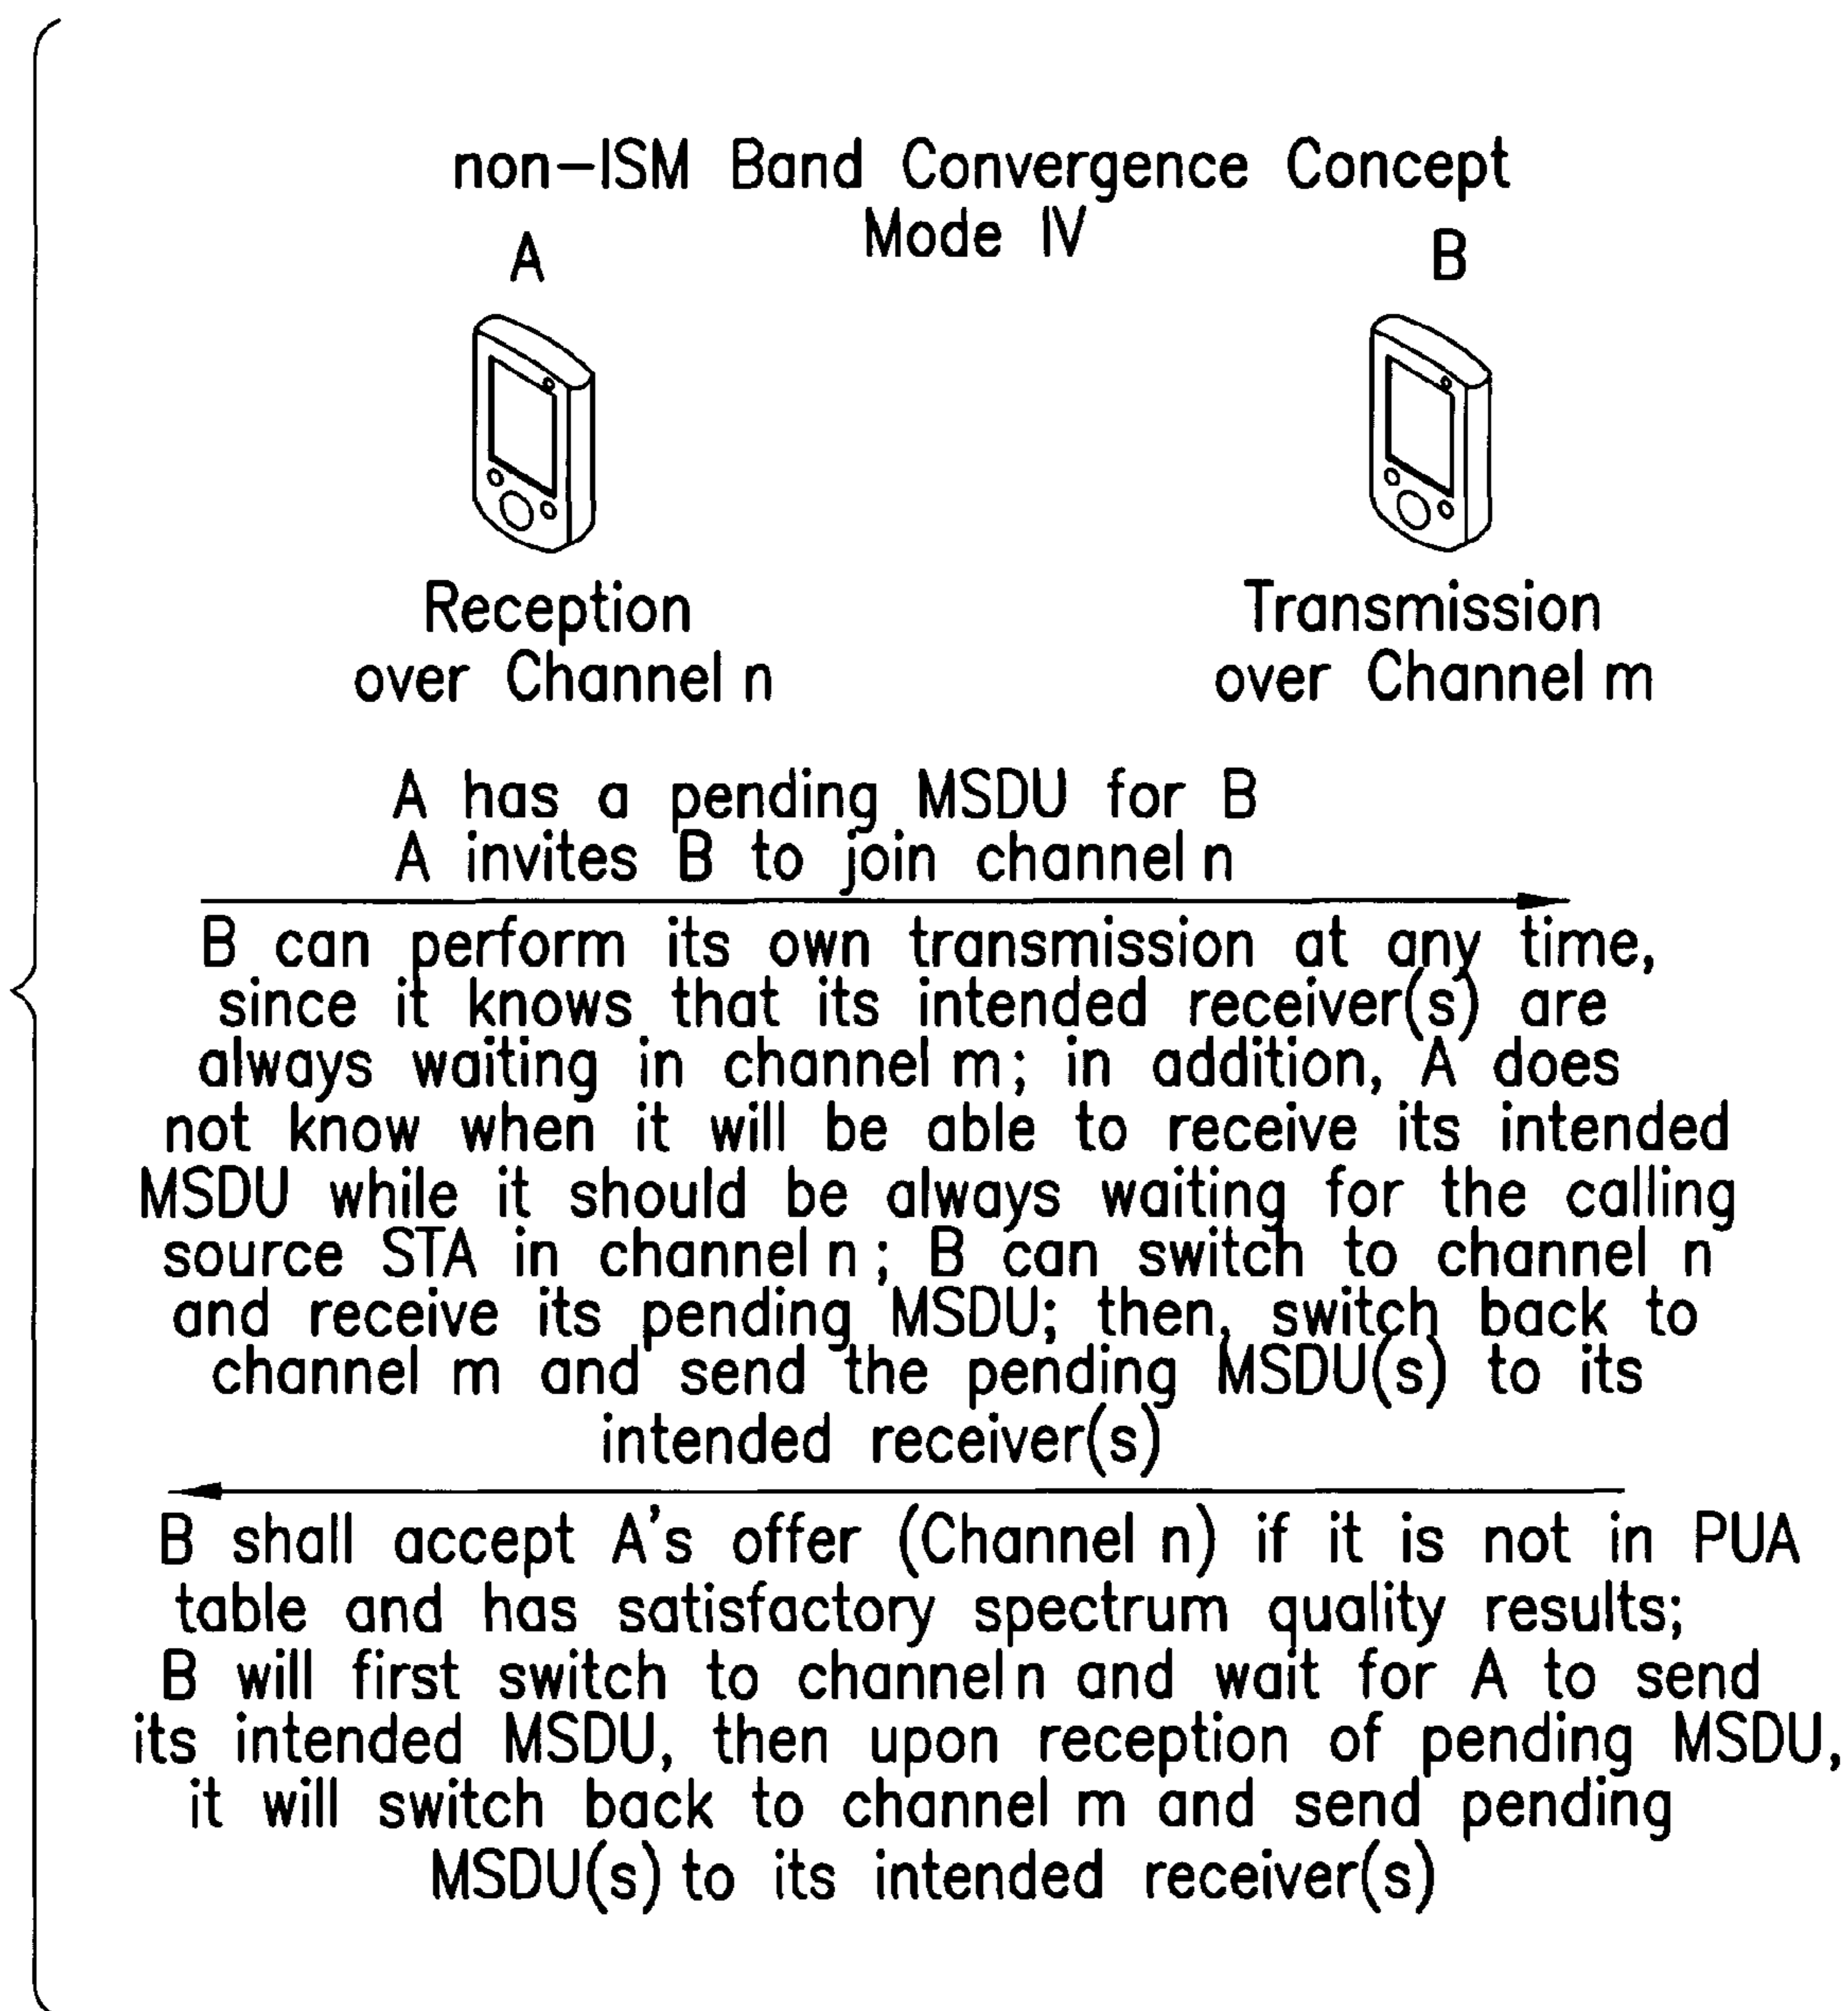 non-ISM Band Convergence Concept
Mode IV
A
B
Reception
over Channel n
Transmission
over Channel m
A has a pending MSDU for B
A invites B to join channel n
B can perform its own transmission at any time,
since it knows that its intended receiver(s) are
always waiting in channel m; in addition, A does
not know when it will be able to receive its intended
MSDU while it should be always waiting for the calling
source STA in channel n; B can switch to channel n
and receive its pending MSDU; then, switch back to
channel m and send the pending MSDU(s) to its
intended receiver(s)
B shall accept A's offer (Channel n) if it is not in PUA
table and has satisfactory spectrum quality results;
B will first switch to channel n and wait for A to send
its intended MSDU, then upon reception of pending MSDU,
it will switch back to channel m and send pending
MSDU(s) to its intended receiver(s)